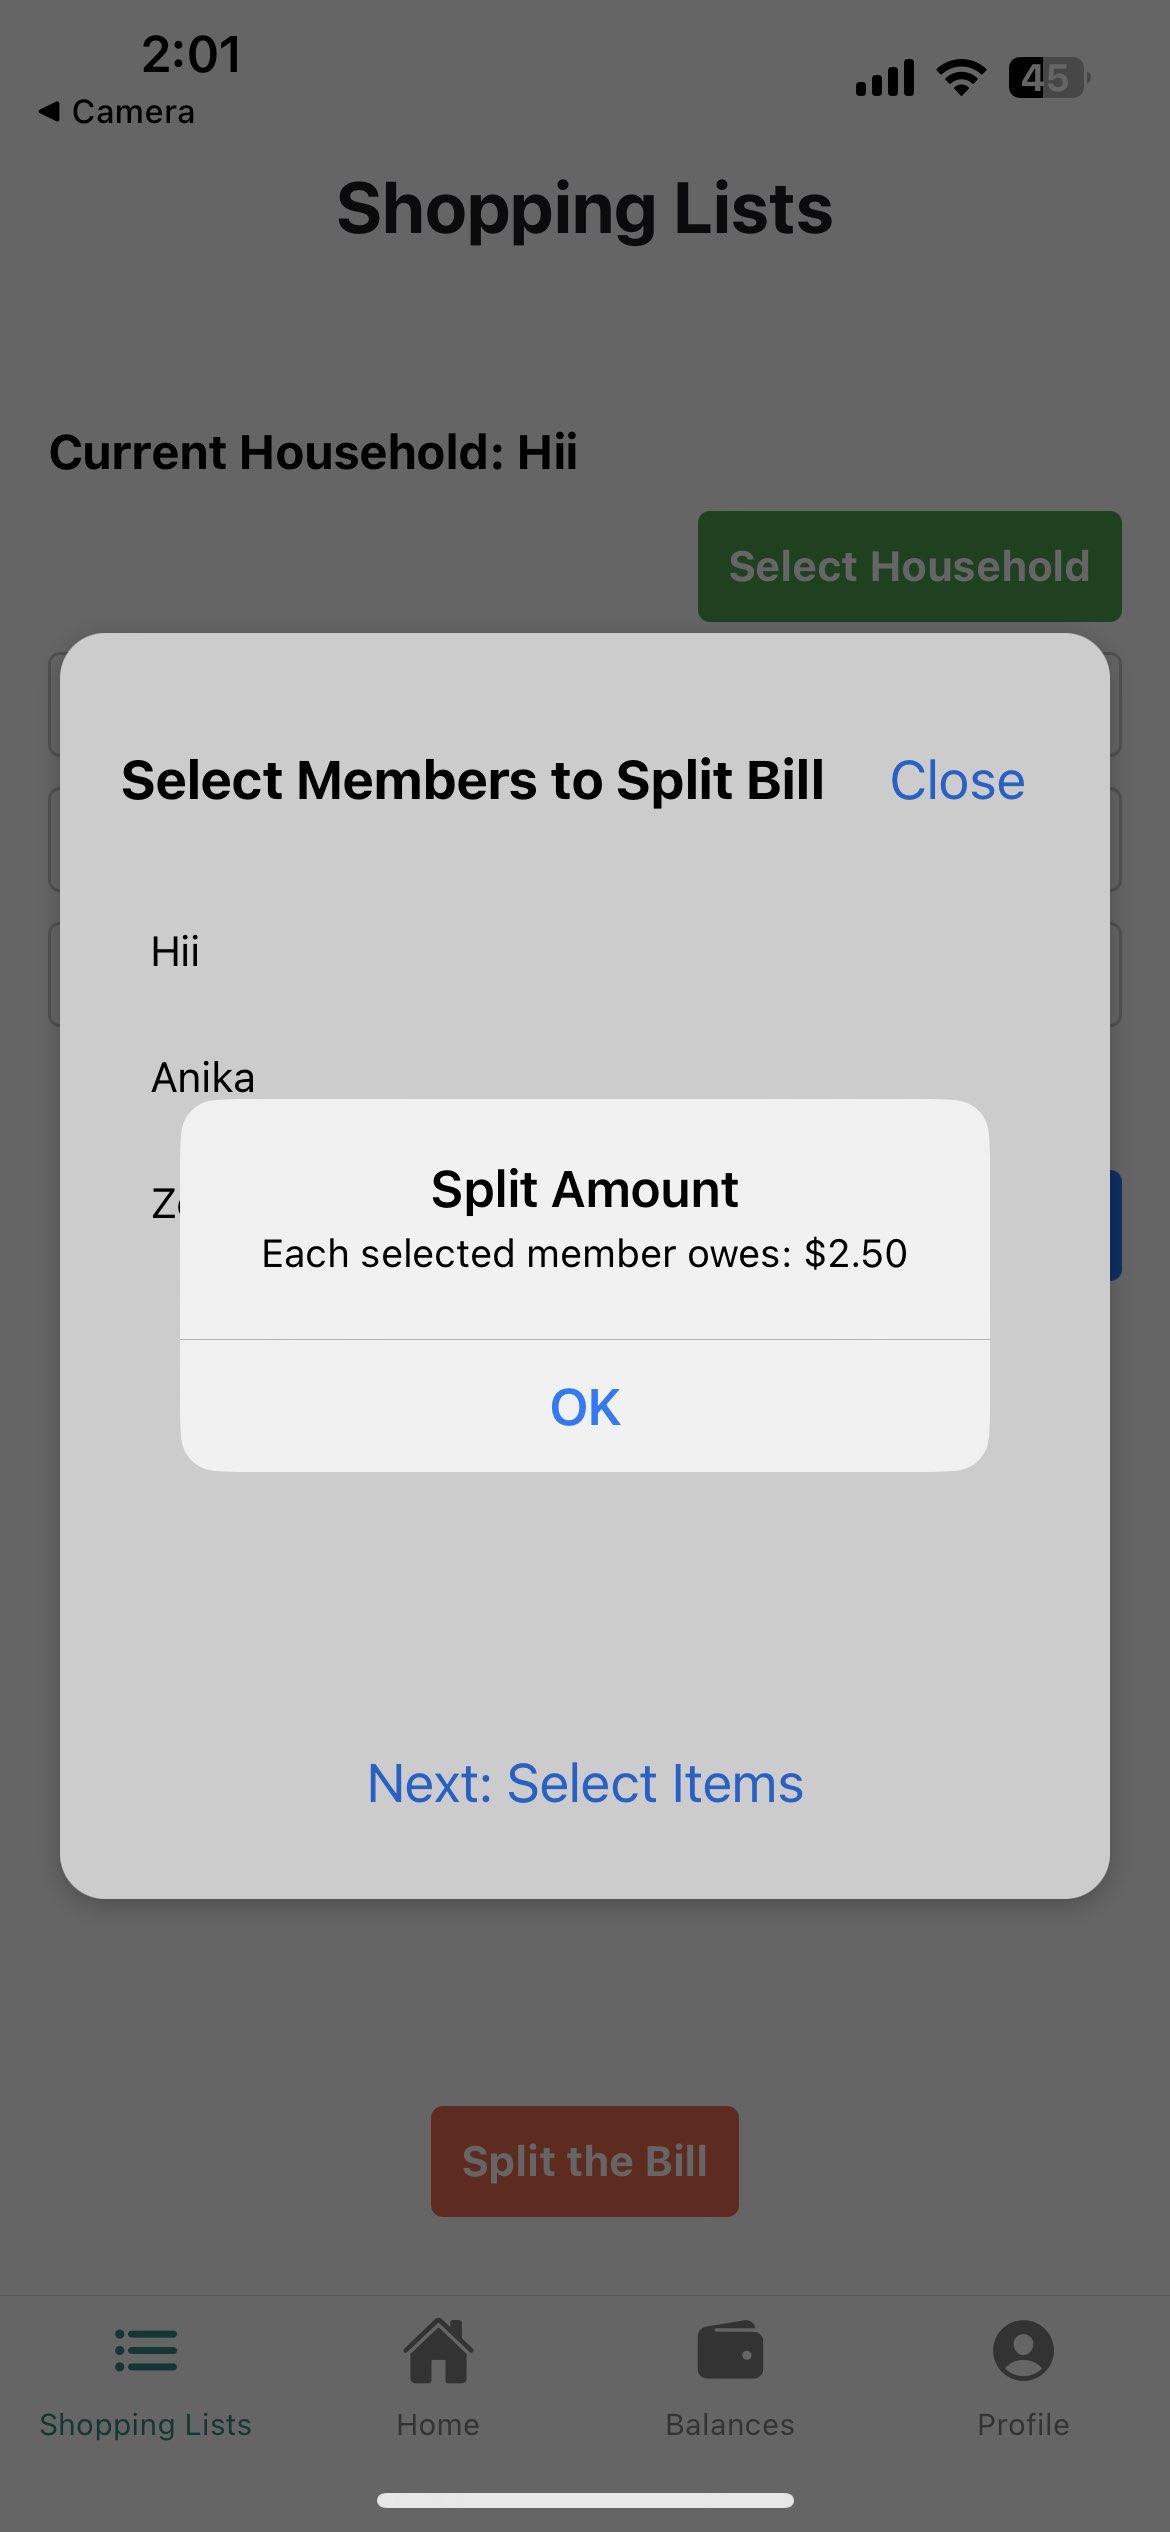 2:01
45
◀ Camera
Shopping Lists
Current Household: Hii
Select Household
Select Members to Split Bill
Close
Hii
Anika
Split Amount
Each selected member owes: $2.50
OK
Next: Select Items
Split the Bill
Shopping Lists
Home
Balances
Profile